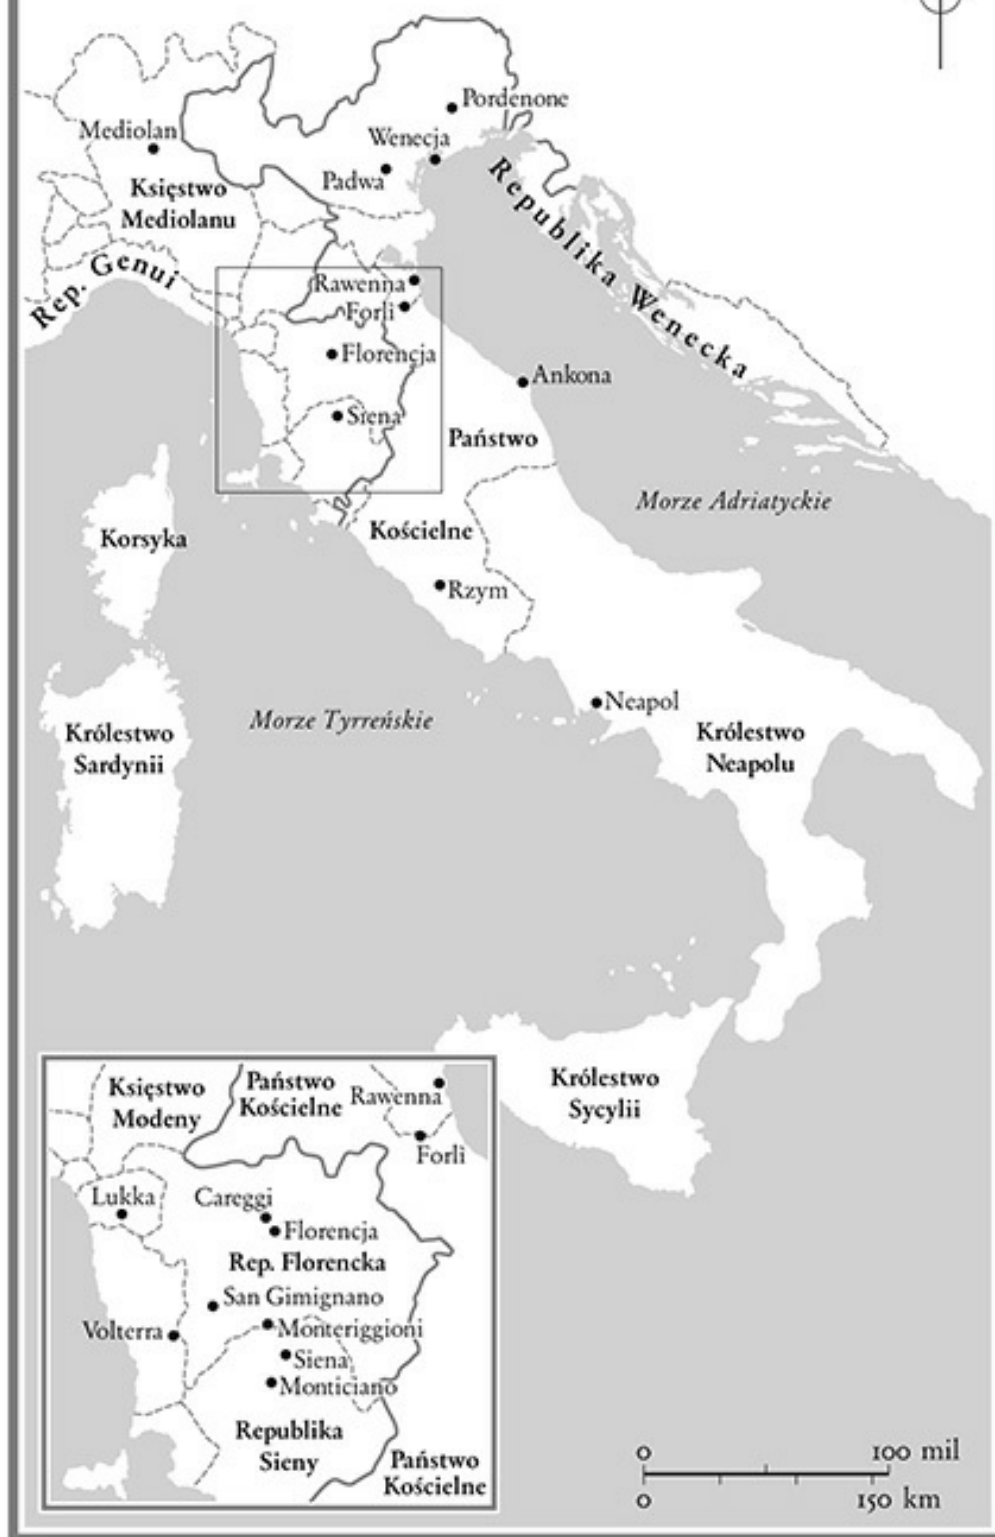 Pordenone
Mediolan
Wenecja
Padwa
Księstwo
Mediolanu
Republika Wenecka
Rep. Genui
Rawenna
Forlì
Florencja
Ankona
Siena
Państwo
Morze Adriatyckie
Kościelne
Korsyka
Rzym
Neapol
Morze Tyrreńskie
Królestwo
Sardynii
Królestwo
Neapolu
Królestwo
Sycylii
Księstwo
Modeny
Państwo
Kościelne
Rawenna
Forlì
Lukka
Careggi
Florencja
Rep. Florencka
San Gimignano
Volterra
Monteriggioni
Siena
Monticiano
Republika
Sieny
Państwo
Kościelne
0 100 mil
0 150 km